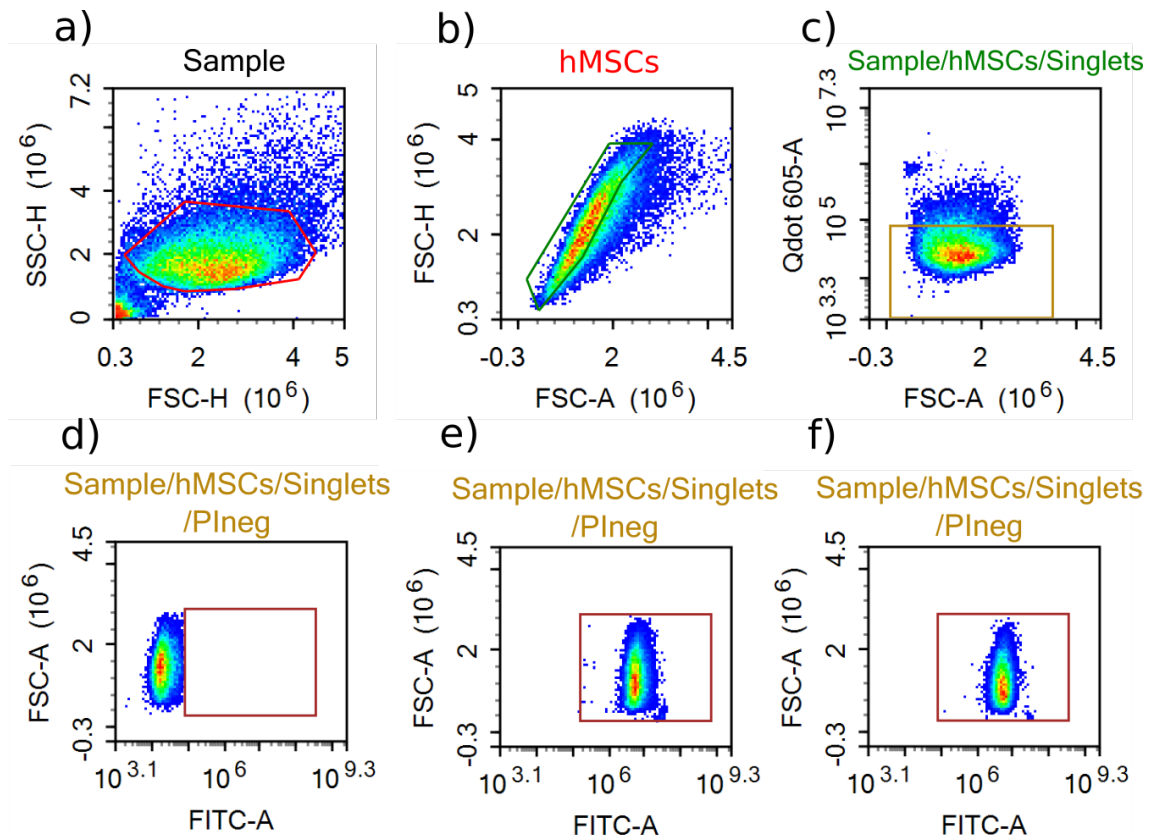 a)
Sample
7.2
4
2
0
SSC-H (10 6)
0.3 2 4 5
FSC-H (10 6)
b)
hMSCs
5
4
2
0.3
FSC-H (10 6)
-0.3 2 4.5
FSC-A (10 6)
c)
Sample/hMSCs/Singlets
10 7.3
10 5
10 3.3
Qdot 605-A
-0.3 2 4.5
FSC-A (10 6)
d)
Sample/hMSCs/Singlets
/PIneg
4.5
2
-0.3
FSC-A (10 6)
10 3.1 10 6 10 9.3
FITC-A
e)
Sample/hMSCs/Singlets
/PIneg
4.5
2
-0.3
FSC-A (10 6)
10 3.1 10 6 10 9.3
FITC-A
f)
Sample/hMSCs/Singlets
/PIneg
4.5
2
-0.3
FSC-A (10 6)
10 3.1 10 6 10 9.3
FITC-A